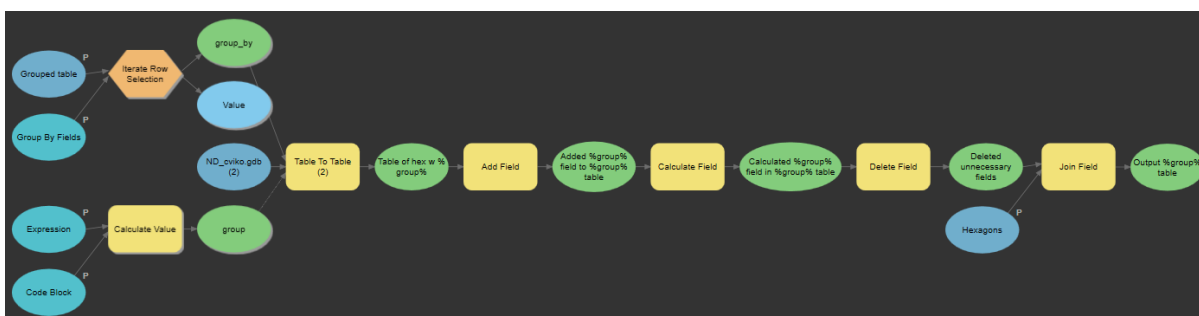 P
Grouped table
Iterate Row
Selection
group_by
Value
P
Group By Fields
ND_cviko.gdb
(2)
Table To Table
(2)
Table of hex w %
group%
Add Field
Added %group%
field to %group%
table
Calculate Field
Calculated %group%
field in %group% table
Delete Field
Deleted
unnecessary
fields
Join Field
Output %group%
table
P
Expression
Calculate Value
group
P
Hexagons
P
Code Block